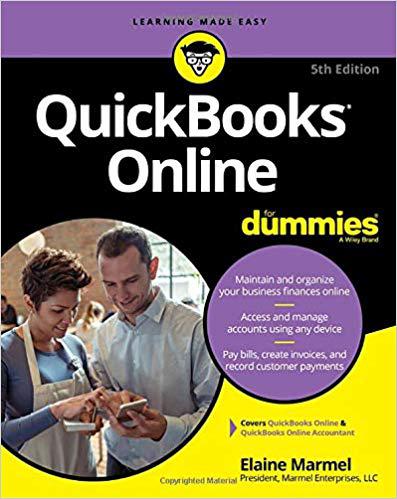 LEARNING MADE EASY
5th Edition
QuickBooks®
Online
for
dummies®
A Wiley Brand
Maintain and organize
your business finances online
Access and manage
accounts using any device
Pay bills, create invoices, and
record customer payments
Covers QuickBooks Online &
QuickBooks Online Accountant
Elaine Marmel
President, Marmel Enterprises, LLC
Copyrighted Material